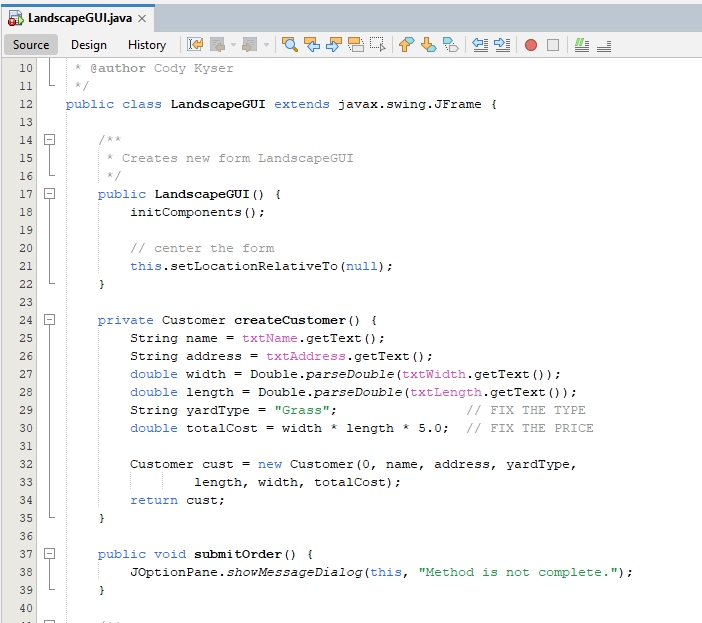 LandscapeGUI.java ×
Source Design History
10 * @author Cody Kyser
11 */
12 public class LandscapeGUI extends javax.swing.JFrame {
13
14 /**
15 * Creates new form LandscapeGUI
16 */
17 public LandscapeGUI() {
18 initComponents();
19
20 // center the form
21 this.setLocationRelativeTo(null);
22 }
23
24 private Customer createCustomer() {
25 String name = txtName.getText();
26 String address = txtAddress.getText();
27 double width = Double.parseDouble(txtWidth.getText());
28 double length = Double.parseDouble(txtLength.getText());
29 String yardType = "Grass"; // FIX THE TYPE
30 double totalCost = width * length * 5.0; // FIX THE PRICE
31
32 Customer cust = new Customer(0, name, address, yardType,
33 length, width, totalCost);
34 return cust;
35 }
36
37 public void submitOrder() {
38 JOptionPane.showMessageDialog(this, "Method is not complete.");
39 }
40